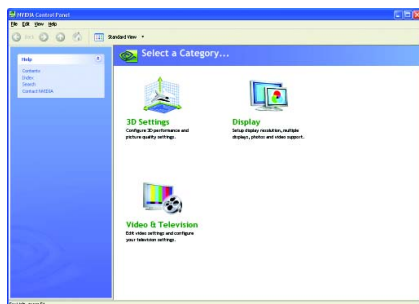 NVIDIA Control Panel
File Edit View Help
Standard View
Select a Category...
Help
Contents
Index
Search
Contact NVIDIA
3D Settings
Configure 3D performance and
picture quality settings.
Display
Setup display resolution, multiple
displays, photos and video support.
Video & Television
Edit video settings and configure
your television settings.